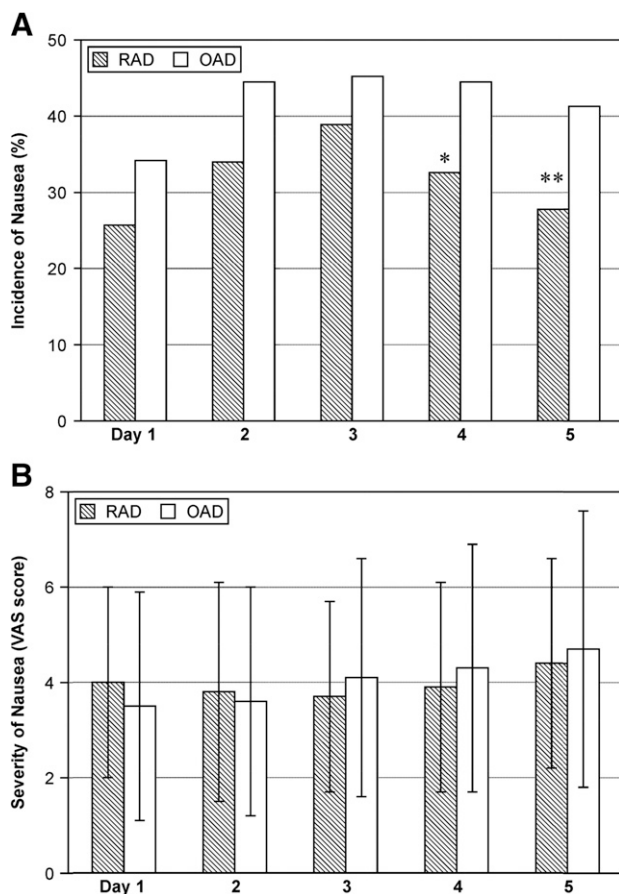 A
50
40
30
20
10
0
Incidence of Nausea (%)
RAD OAD
*
**
Day 1 2 3 4 5
B
8
6
4
2
0
Severity of Nausea (VAS score)
RAD OAD
Day 1 2 3 4 5